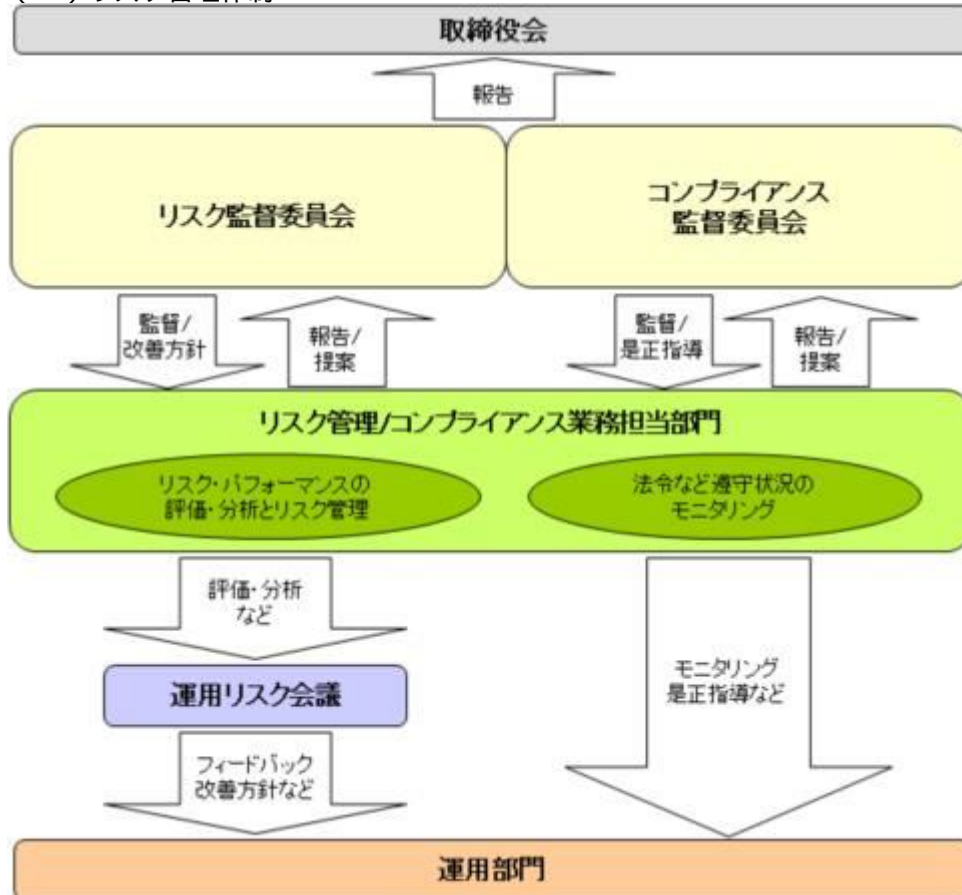 取締役会
報告
リスク監督委員会
コンプライアンス
監督委員会
監督/
改善方針
報告/
提案
監督/
是正指導
報告/
提案
リスク管理/コンプライアンス業務担当部門
リスク・パフォーマンスの
評価・分析とリスク管理
法令など遵守状況の
モニタリング
評価・分析
など
運用リスク会議
モニタリング
是正指導など
フィードバック
改善方針など
運用部門